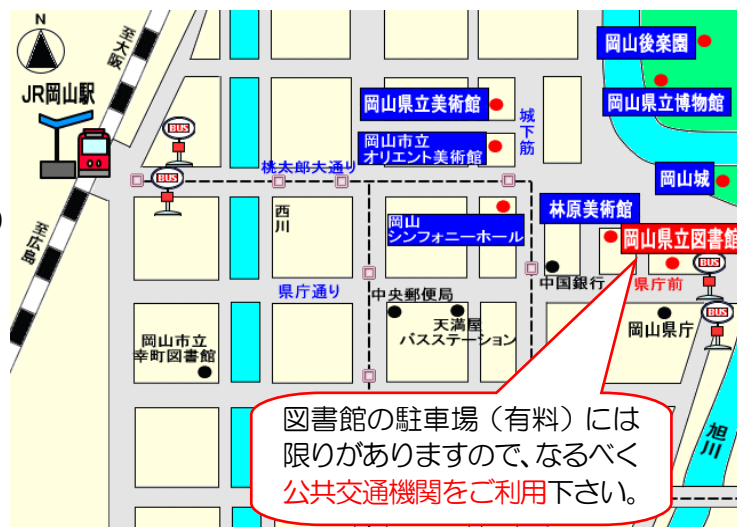 N
至大阪
JR岡山駅
BUS
BUS
至広島
岡山後楽園
岡山県立博物館
岡山県立美術館
城下筋
岡山市立
オリエント美術館
桃太郎大通り
岡山城
西川
岡山
シンフォニーホール
林原美術館
岡山県立図書館
BUS
中国銀行
県庁前
県庁通り
中央郵便局
天満屋
バスステーション
BUS
岡山県庁
岡山市立
幸町図書館
旭川
図書館の駐車場（有料）には
限りがありますので、なるべく
公共交通機関をご利用下さい。